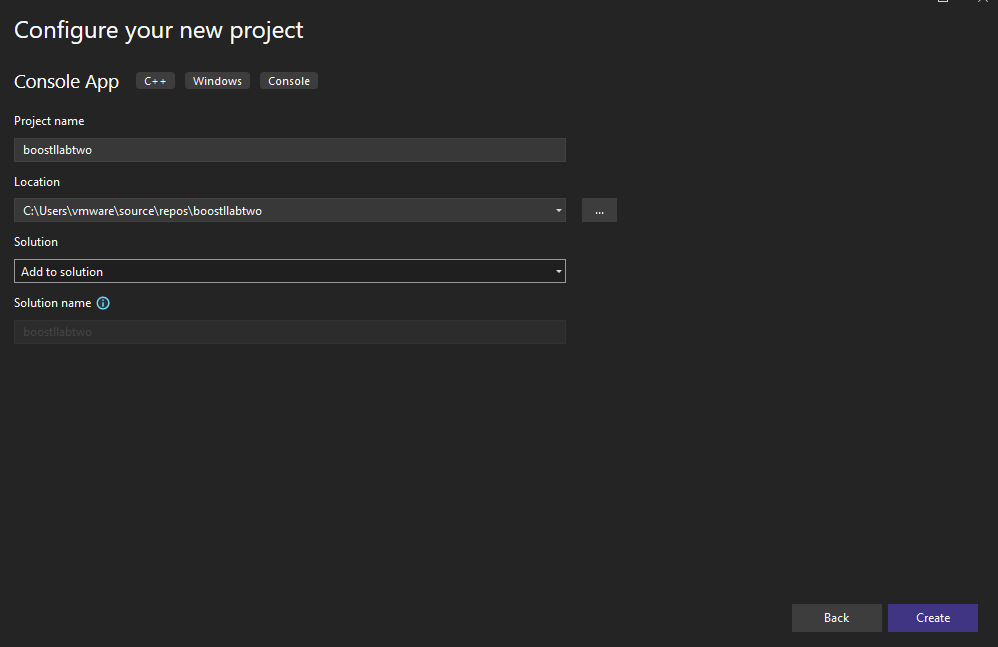 Configure your new project
Console App C++ Windows Console
Project name
boostllabtwo
Location
C:\Users\vmware\source\repos\boostllabtwo ...
Solution
Add to solution
Solution name
boostllabtwo
Back Create